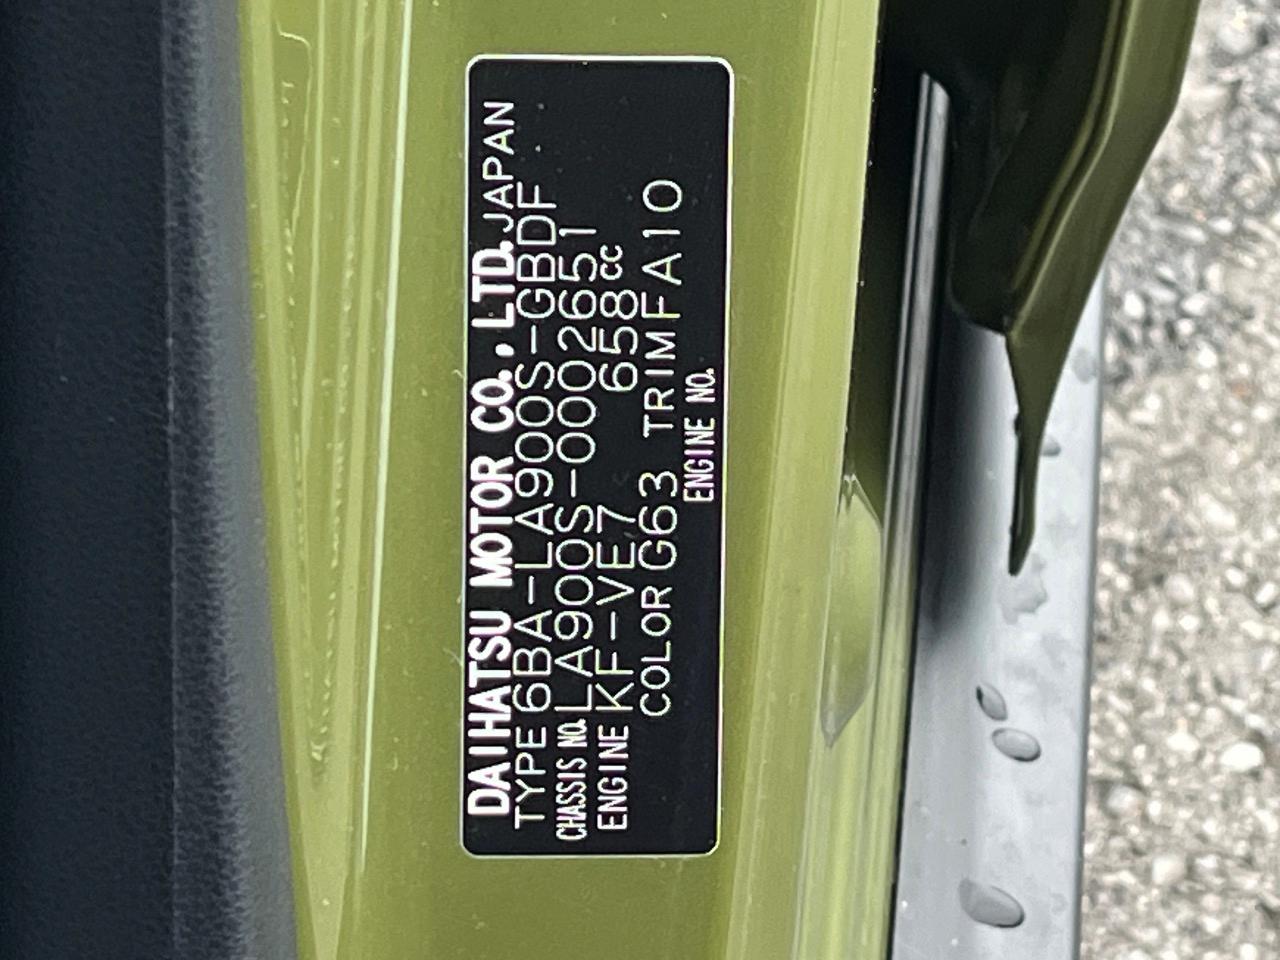 DAIHATSU MOTOR CO., LTD. JAPAN
TYPE 6BA-LA900S-GBDF
CHASSIS NO. LA900S-0002651
ENGINE KF-VE7 658cc
COLOR G63 TRIM FA10
ENGINE NO.